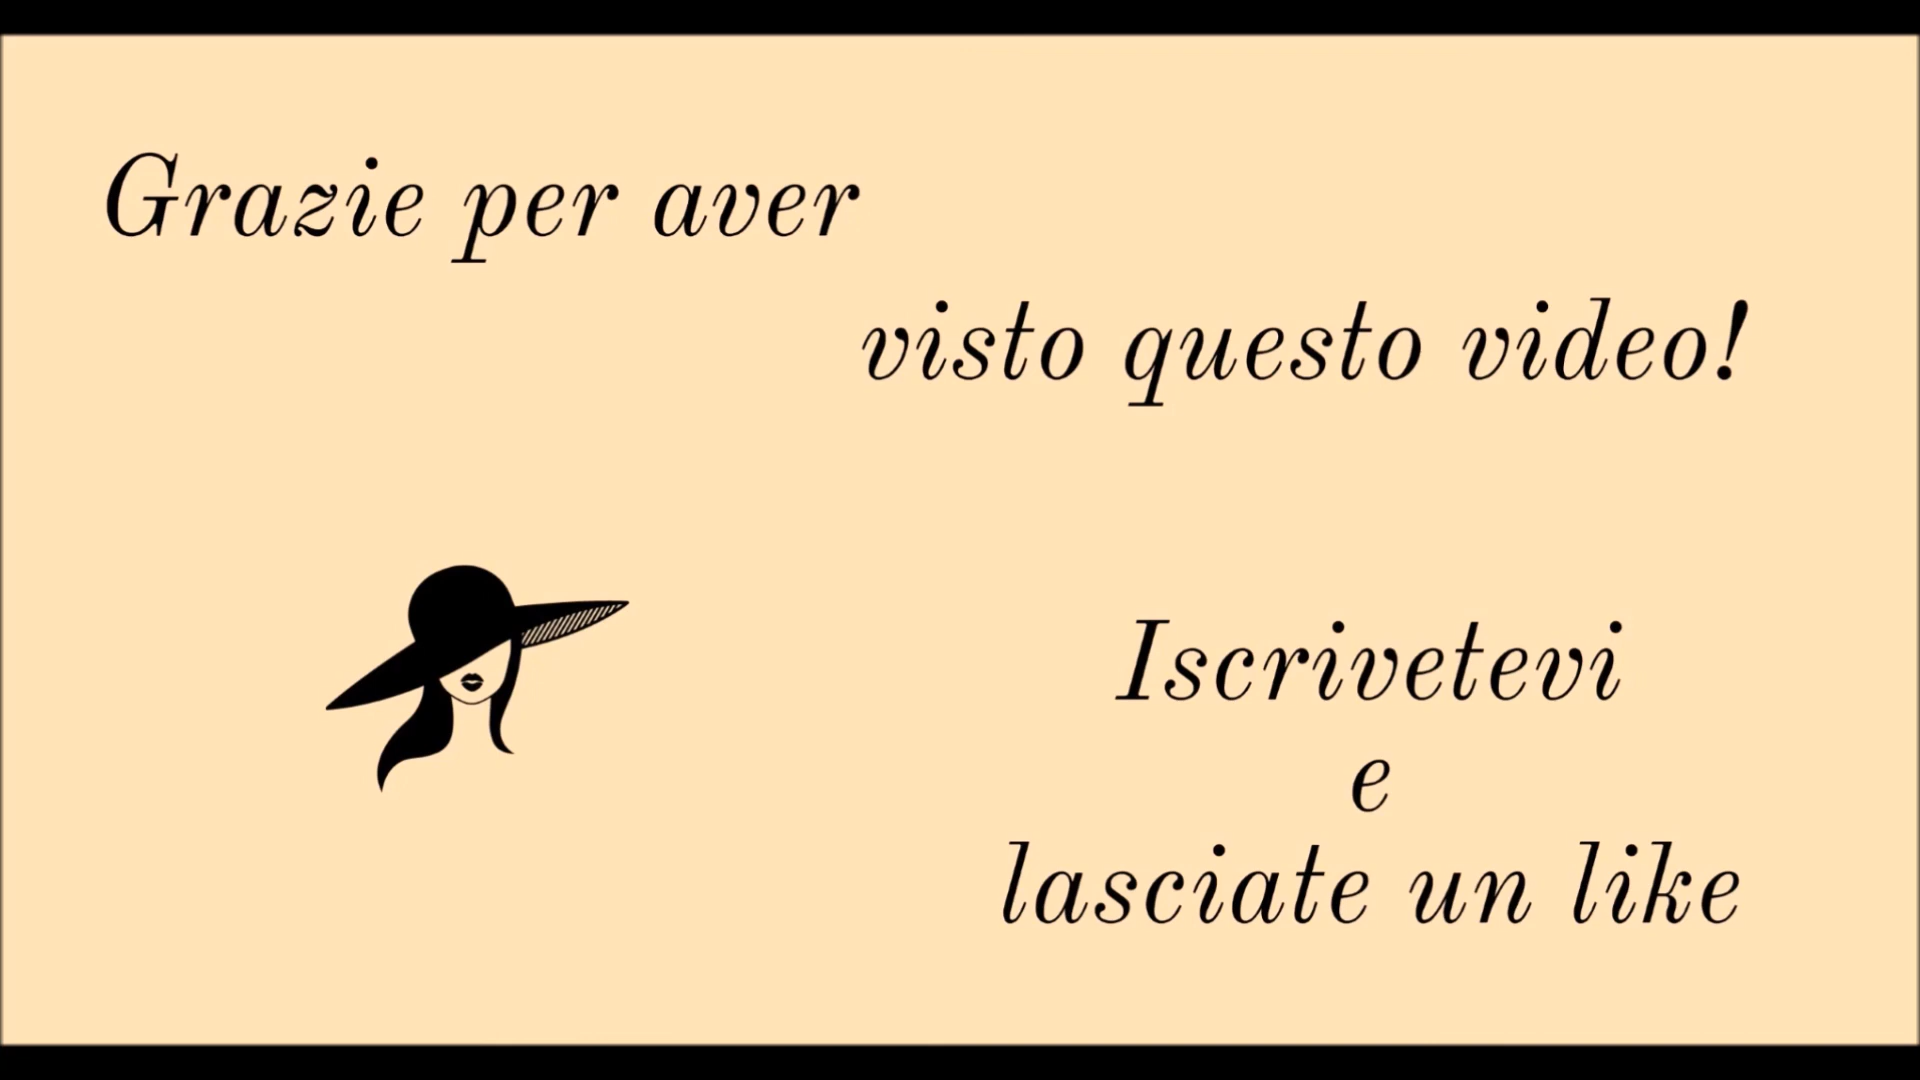 Grazie per aver
visto questo video!
Iscrivetevi
e
lasciate un like